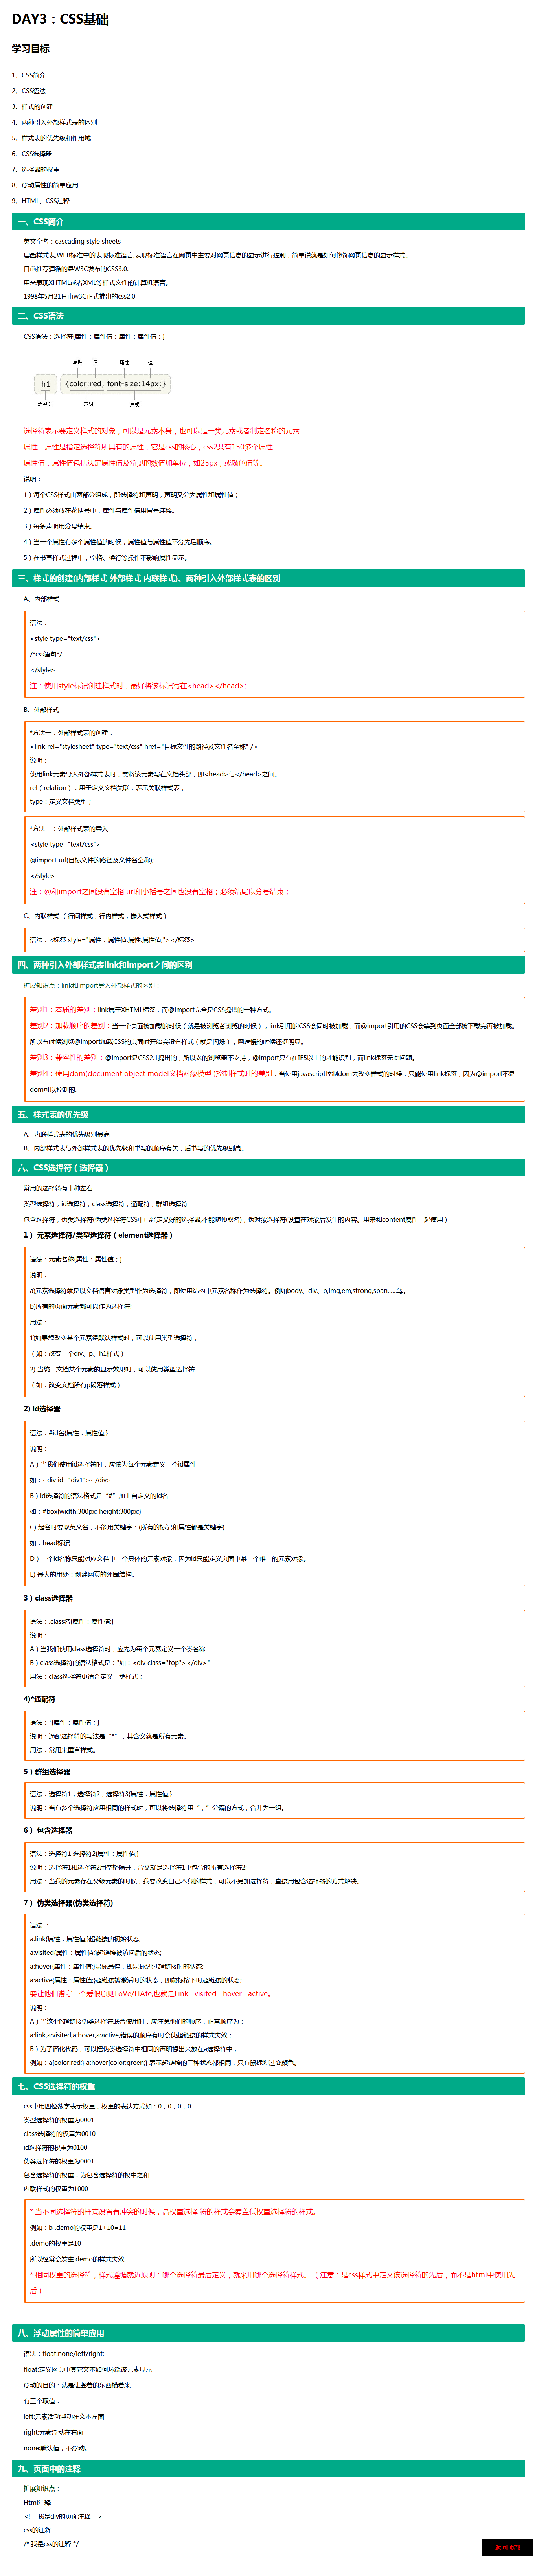 DAY3：CSS基础
学习目标
1、CSS简介
2、CSS语法
3、样式的创建
4、两种引入外部样式表的区别
5、样式表的优先级和作用域
6、CSS选择器
7、选择器的权重
8、浮动属性的简单应用
9、HTML、CSS注释
一、CSS简介
英文全名：cascading style sheets
层叠样式表,WEB标准中的表现标准语言,表现标准语言在网页中主要对网页信息的显示进行控制，简单说就是如何修饰网页信息的显示样式。
目前推荐遵循的是W3C发布的CSS3.0.
用来表现XHTML或者XML等样式文件的计算机语言。
1998年5月21日由w3C正式推出的css2.0
二、CSS语法
CSS语法：选择符{属性：属性值；属性：属性值；}
属性 值 属性 值
h1 {color:red; font-size:14px;}
选择器 声明 声明
选择符表示要定义样式的对象，可以是元素本身，也可以是一类元素或者制定名称的元素.
属性：属性是指定选择符所具有的属性，它是css的核心，css2共有150多个属性
属性值：属性值包括法定属性值及常见的数值加单位，如25px，或颜色值等。
说明：
1）每个CSS样式由两部分组成，即选择符和声明，声明又分为属性和属性值；
2）属性必须放在花括号中，属性与属性值用冒号连接。
3）每条声明用分号结束。
4）当一个属性有多个属性值的时候，属性值与属性值不分先后顺序。
5）在书写样式过程中，空格、换行等操作不影响属性显示。
三、样式的创建(内部样式 外部样式 内联样式)、两种引入外部样式表的区别
A、内部样式
语法：
<style type="text/css">
/*css语句*/
</style>
注：使用style标记创建样式时，最好将该标记写在<head></head>;
B、外部样式
*方法一：外部样式表的创建：
<link rel="stylesheet" type="text/css" href="目标文件的路径及文件名全称" />
说明：
使用link元素导入外部样式表时，需将该元素写在文档头部，即<head>与</head>之间。
rel（relation）：用于定义文档关联，表示关联样式表；
type：定义文档类型；
*方法二：外部样式表的导入
<style type="text/css">
@import url(目标文件的路径及文件名全称);
</style>
注：@和import之间没有空格 url和小括号之间也没有空格；必须结尾以分号结束；
C、内联样式（行间样式，行内样式，嵌入式样式）
语法：<标签 style="属性：属性值;属性:属性值;"></标签>
四、两种引入外部样式表link和import之间的区别
扩展知识点：link和import导入外部样式的区别：
差别1：本质的差别：link属于XHTML标签，而@import完全是CSS提供的一种方式。
差别2：加载顺序的差别：当一个页面被加载的时候（就是被浏览者浏览的时候），link引用的CSS会同时被加载，而@import引用的CSS会等到页面全部被下载完再被加载。
所以有时候浏览@import加载CSS的页面时开始会没有样式（就是闪烁），网速慢的时候还挺明显。
差别3：兼容性的差别：@import是CSS2.1提出的，所以老的浏览器不支持，@import只有在IE5以上的才能识别，而link标签无此问题。
差别4：使用dom(document object model文档对象模型 )控制样式时的差别：当使用javascript控制dom去改变样式的时候，只能使用link标签，因为@import不是
dom可以控制的.
五、样式表的优先级
A、内联样式表的优先级别最高
B、内部样式表与外部样式表的优先级和书写的顺序有关，后书写的优先级别高。
六、CSS选择符（选择器）
常用的选择符有十种左右
类型选择符，id选择符，class选择符，通配符，群组选择符
包含选择符，伪类选择符(伪类选择符CSS中已经定义好的选择器,不能随便取名)，伪对象选择符(设置在对象后发生的内容。用来和content属性一起使用）
1） 元素选择符/类型选择符（element选择器）
语法：元素名称{属性：属性值；}
说明：
a)元素选择符就是以文档语言对象类型作为选择符，即使用结构中元素名称作为选择符。例如body、div、p,img,em,strong,span......等。
b)所有的页面元素都可以作为选择符;
用法：
1)如果想改变某个元素得默认样式时，可以使用类型选择符；
（如：改变一个div、p、h1样式）
2) 当统一文档某个元素的显示效果时，可以使用类型选择符
（如：改变文档所有p段落样式）
2) id选择器
语法：#id名{属性：属性值;}
说明：
A）当我们使用id选择符时，应该为每个元素定义一个id属性
如：<div id="div1"></div>
B）id选择符的语法格式是 "#" 加上自定义的id名
如：#box{width:300px; height:300px;}
C) 起名时要取英文名，不能用关键字：(所有的标记和属性都是关键字)
如：head标记
D）一个id名称只能对应文档中一个具体的元素对象，因为id只能定义页面中某一个唯一的元素对象。
E) 最大的用处：创建网页的外围结构。
3）class选择器
语法：.class名{属性：属性值;}
说明：
A）当我们使用class选择符时，应先为每个元素定义一个类名称
B）class选择符的语法格式是："如：<div class="top"></div>"
用法：class选择符更适合定义一类样式；
4)*通配符
语法：*{属性：属性值；}
说明：通配选择符的写法是 "*" ，其含义就是所有元素。
用法：常用来重置样式。
5）群组选择器
语法：选择符1，选择符2，选择符3{属性：属性值;}
说明：当有多个选择符应用相同的样式时，可以将选择符用 "，" 分隔的方式，合并为一组。
6） 包含选择器
语法：选择符1 选择符2{属性：属性值;}
说明：选择符1和选择符2用空格隔开，含义就是选择符1中包含的所有选择符2;
用法：当我的元素存在父级元素的时候，我要改变自己本身的样式，可以不另加选择符，直接用包含选择器的方式解决。
7） 伪类选择器(伪类选择符)
语法 ：
a:link{属性：属性值;}超链接的初始状态;
a:visited{属性：属性值;}超链接被访问后的状态;
a:hover{属性：属性值;}鼠标悬停，即鼠标划过超链接时的状态;
a:active{属性：属性值;}超链接被激活时的状态，即鼠标按下时超链接的状态;
要让他们遵守一个爱恨原则LoVe/HAte,也就是Link--visited--hover--active。
说明：
A）当这4个超链接伪类选择符联合使用时，应注意他们的顺序，正常顺序为：
a:link,a:visited,a:hover,a:active,错误的顺序有时会使超链接的样式失效；
B）为了简化代码，可以把伪类选择符中相同的声明提出来放在a选择符中；
例如：a{color:red;} a:hover{color:green;} 表示超链接的三种状态都相同，只有鼠标划过变颜色。
七、CSS选择符的权重
css中用四位数字表示权重，权重的表达方式如：0，0，0，0
类型选择符的权重为0001
class选择符的权重为0010
id选择符的权重为0100
伪类选择符的权重为0001
包含选择符的权重：为包含选择符的权中之和
内联样式的权重为1000
* 当不同选择符的样式设置有冲突的时候，高权重选择 符的样式会覆盖低权重选择符的样式。
例如：b .demo的权重是1+10=11
.demo的权重是10
所以经常会发生.demo的样式失效
* 相同权重的选择符，样式遵循就近原则：哪个选择符最后定义，就采用哪个选择符样式。 （注意：是css样式中定义该选择符的先后，而不是html中使用先
后）
八、浮动属性的简单应用
语法：float:none/left/right;
float:定义网页中其它文本如何环绕该元素显示
浮动的目的：就是让竖着的东西横着来
有三个取值：
left:元素活动浮动在文本左面
right:元素浮动在右面
none:默认值，不浮动。
九、页面中的注释
扩展知识点：
Html注释
<!-- 我是div的页面注释 -->
css的注释
/* 我是css的注释 */
返回顶部